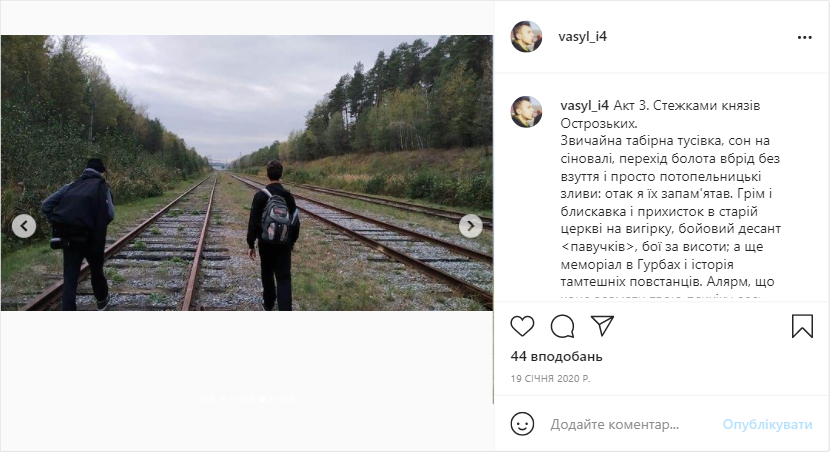 vasyl_i4
vasyl_i4 Акт 3. Стежками князів
Острозьких.
Звичайна табірна тусівка, сон на
сіновалі, перехід болота вбрід без
взуття і просто потопельницькі
зливи: отак я їх запам'ятав. Грім і
блискавка і прихисток в старій
церкві на вигірку, бойовий десант
<павучків>, бої за висоти; а ще
меморіал в Гурбах і історія
тамтешніх повстанців. Алярм, що
44 вподобань
19 СІЧНЯ 2020 Р.
Додайте коментар...
Опублікувати